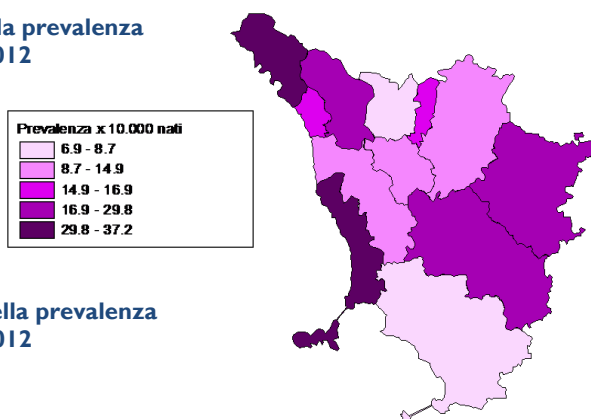 la prevalenza
012
Prevalenza x 10.000 nati
6.9 - 8.7
8.7 - 14.9
14.9 - 16.9
16.9 - 29.8
29.8 - 37.2
ella prevalenza
012